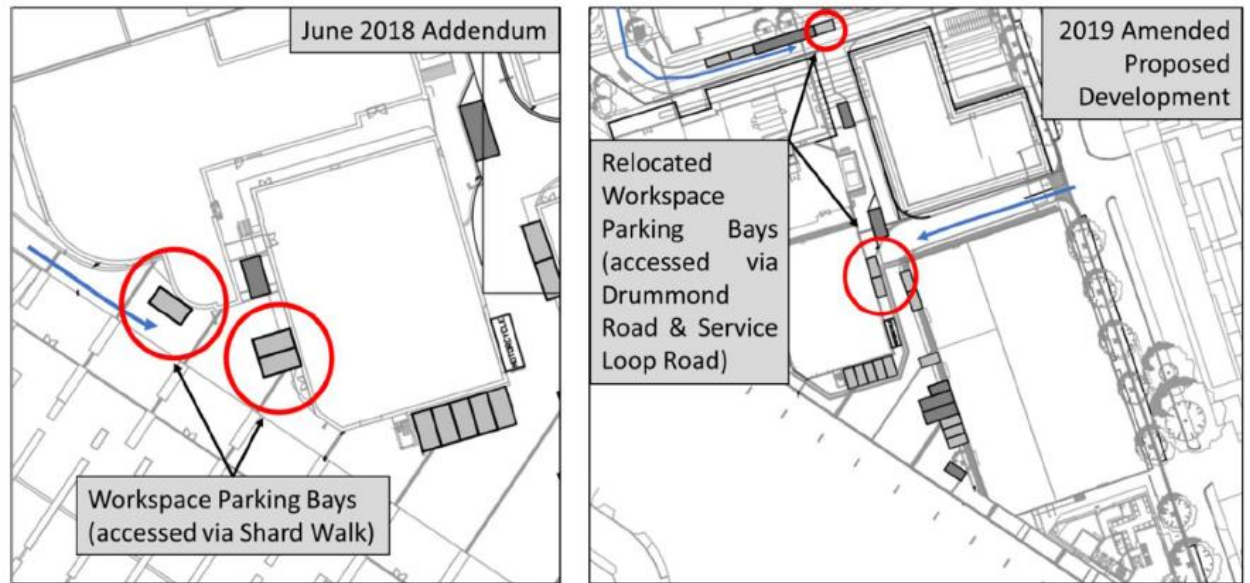 June 2018 Addendum
MOTORCYCLE
Workspace Parking Bays
(accessed via Shard Walk)
2019 Amended
Proposed
Development
Relocated
Workspace
Parking Bays
(accessed via
Drummond
Road & Service
Loop Road)